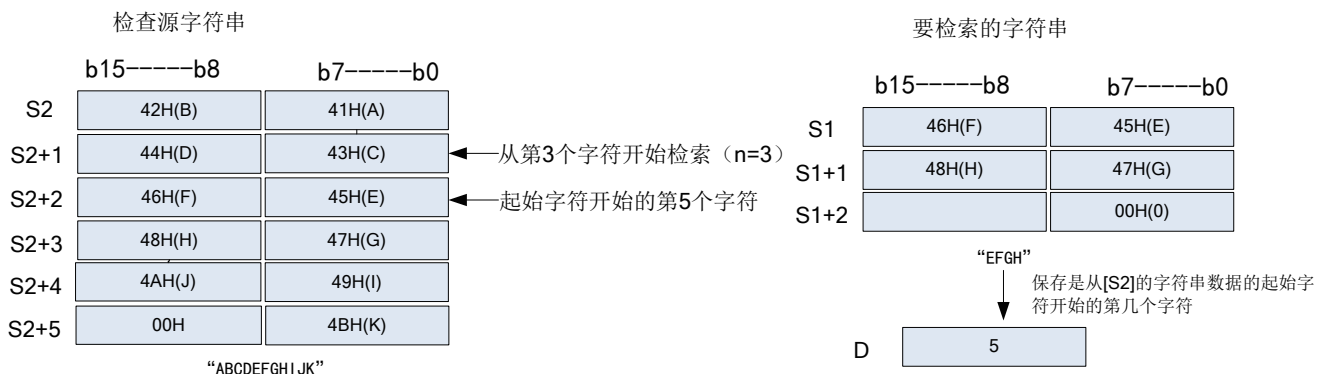 检查源字符串
b15-----b8 b7-----b0
S2 42H(B) 41H(A)
S2+1 44H(D) 43H(C) 从第3个字符开始检索（n=3）
S2+2 46H(F) 45H(E) 起始字符开始的第5个字符
S2+3 48H(H) 47H(G)
S2+4 4AH(J) 49H(I)
S2+5 00H 4BH(K)
“ABCDEFGHIJK”
要检索的字符串
b15-----b8 b7-----b0
S1 46H(F) 45H(E)
S1+1 48H(H) 47H(G)
S1+2 00H(0)
“EFGH”
保存是从[S2]的字符串数据的起始字
符开始的第几个字符
D 5